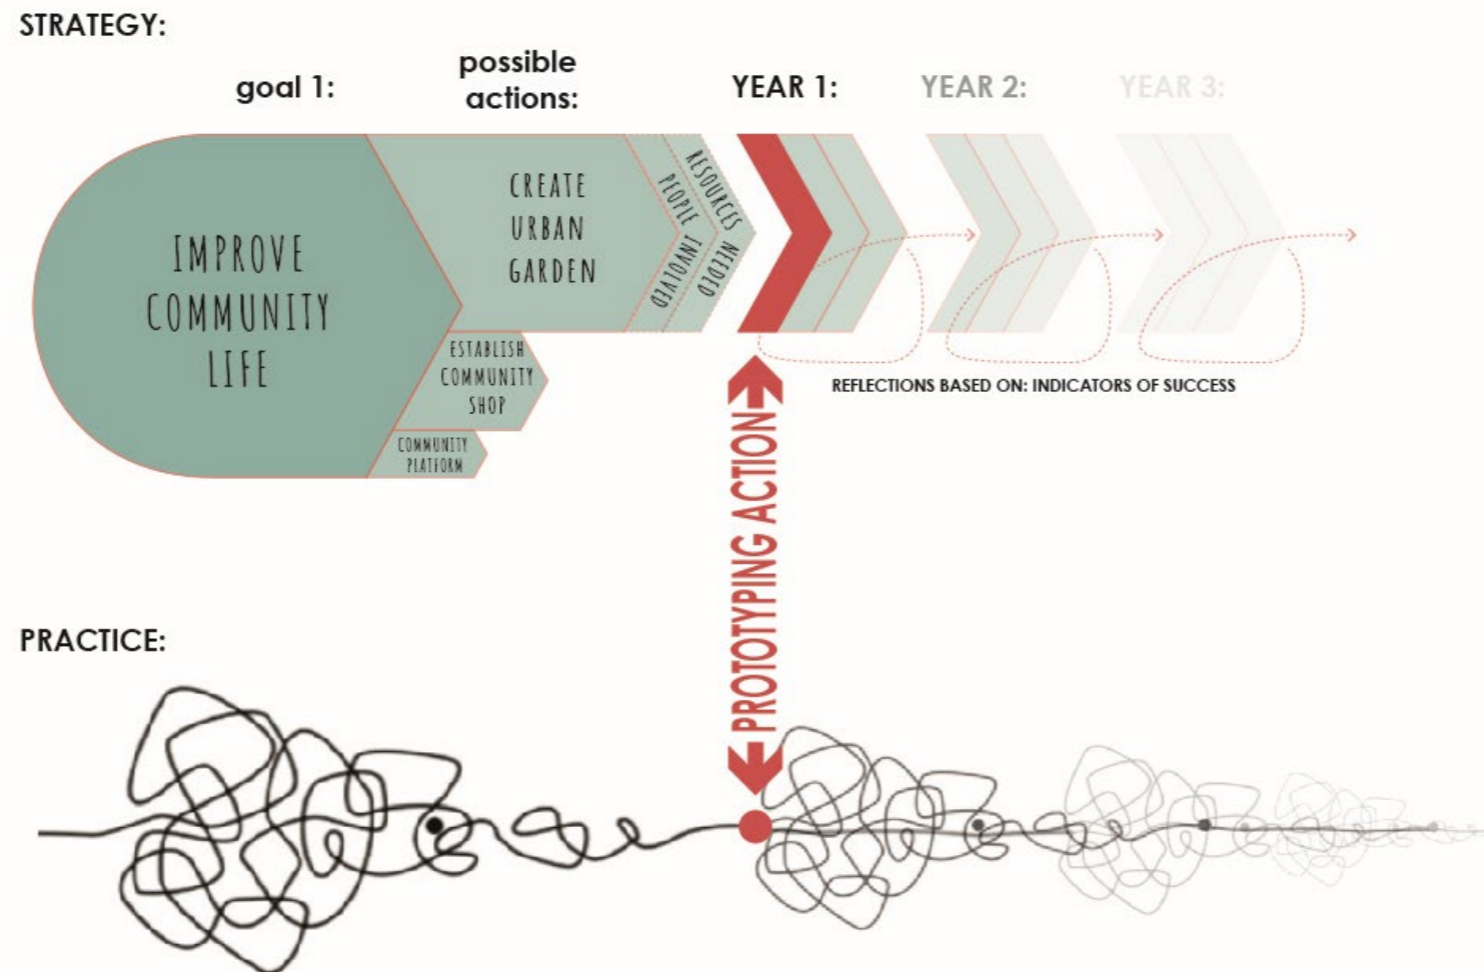 STRATEGY:
goal 1:
possible
actions:
YEAR 1:
YEAR 2:
YEAR 3:
IMPROVE
COMMUNITY
LIFE
CREATE
URBAN
GARDEN
PEOPLE INVOLVED
RESOURCES NEEDED
ESTABLISH
COMMUNITY
SHOP
COMMUNITY
PLATFORM
REFLECTIONS BASED ON: INDICATORS OF SUCCESS
PROTOTYPING ACTION
PRACTICE: